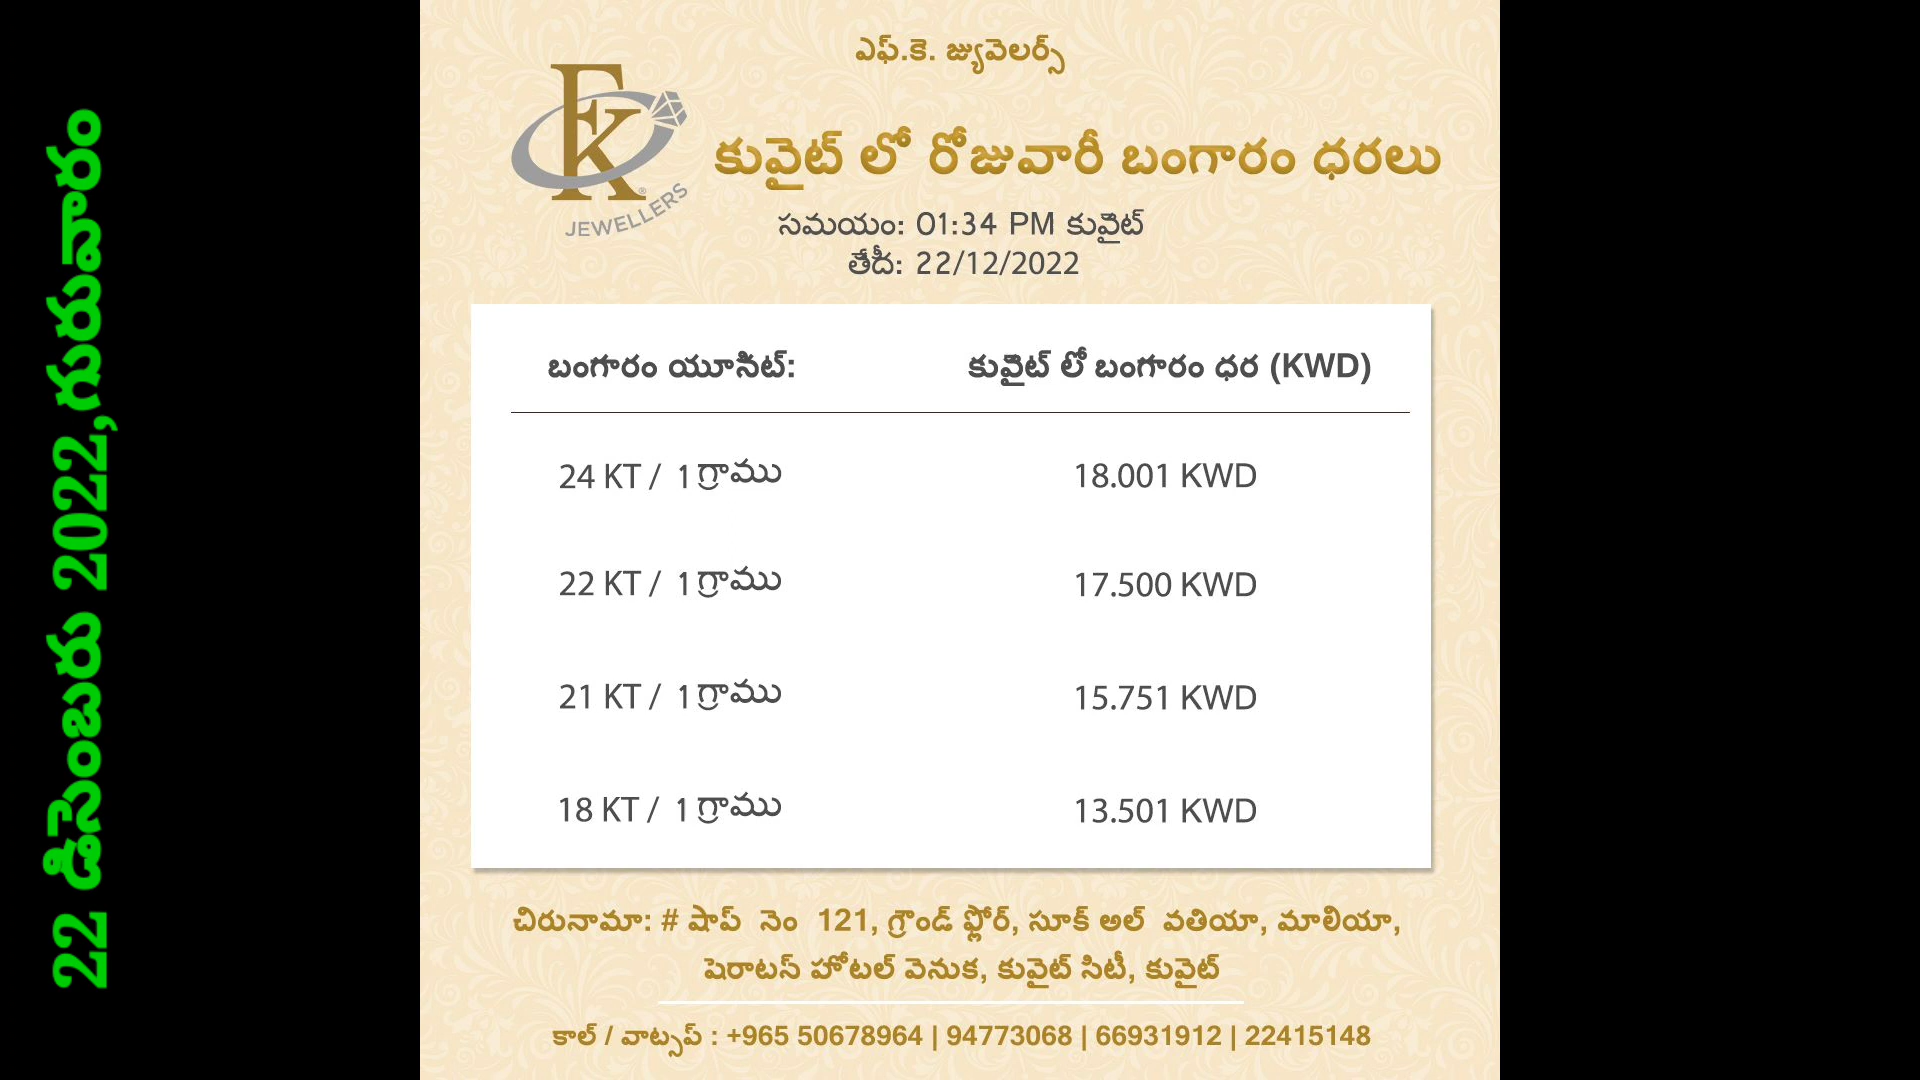 22 డిసెంబరు 2022,గురువారం
ఎఫ్.కె. జ్యువెలర్స్
FK
JEWELLERS
కువైట్ లో రోజువారీ బంగారం ధరలు
సమయం: 01:34 PM కువైట్
తేదీ: 22/12/2022
బంగారం యూనిట్: కువైట్ లో బంగారం ధర (KWD)
24 KT / 1 గ్రాము 18.001 KWD
22 KT / 1 గ్రాము 17.500 KWD
21 KT / 1 గ్రాము 15.751 KWD
18 KT / 1 గ్రాము 13.501 KWD
చిరునామా: # షాప్ నెం 121, గ్రౌండ్ ఫ్లోర్, సూక్ అల్ వతియా, మాలియా,
షెరాటస్ హోటల్ వెనుక, కువైట్ సిటీ, కువైట్
కాల్ / వాట్సప్ : +965 50678964 | 94773068 | 66931912 | 22415148